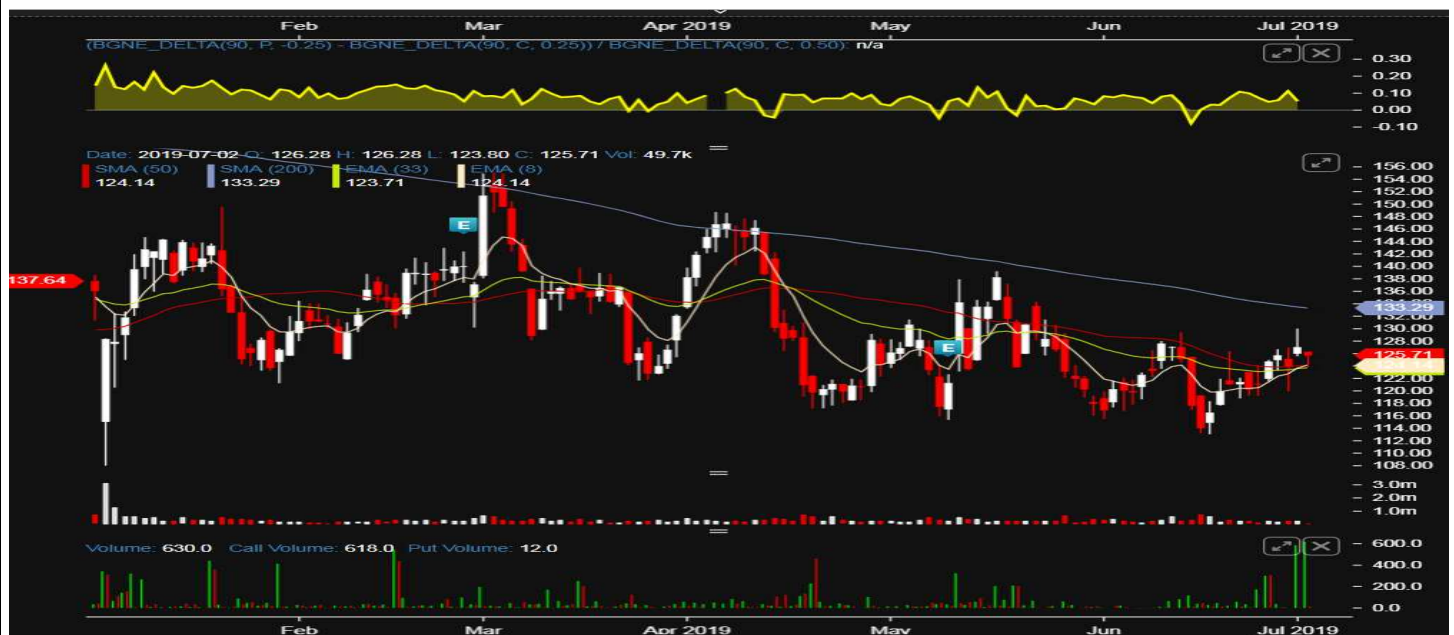 Feb Mar Apr 2019 May Jun Jul 2019
(BGNE_DELTA(90, P, -0.25) - BGNE_DELTA(90, C, 0.25)) / BGNE_DELTA(90, C, 0.50): n/a
0.30
0.20
0.10
0.00
-0.10
Date: 2019-07-02 O: 126.28 H: 126.28 L: 123.80 C: 125.71 Vol: 49.7k
SMA (50) SMA (200) EMA (33) EMA (8)
124.14 133.29 123.71 124.14
156.00
154.00
152.00
150.00
148.00
146.00
144.00
142.00
140.00
138.00
136.00
137.64
E
E
133.29
132.00
130.00
128.00
125.71
122.00
120.00
118.00
116.00
114.00
112.00
110.00
108.00
3.0m
2.0m
1.0m
Volume: 630.0 Call Volume: 618.0 Put Volume: 12.0
600.0
400.0
200.0
0.0
Feb Mar Apr 2019 May Jun Jul 2019